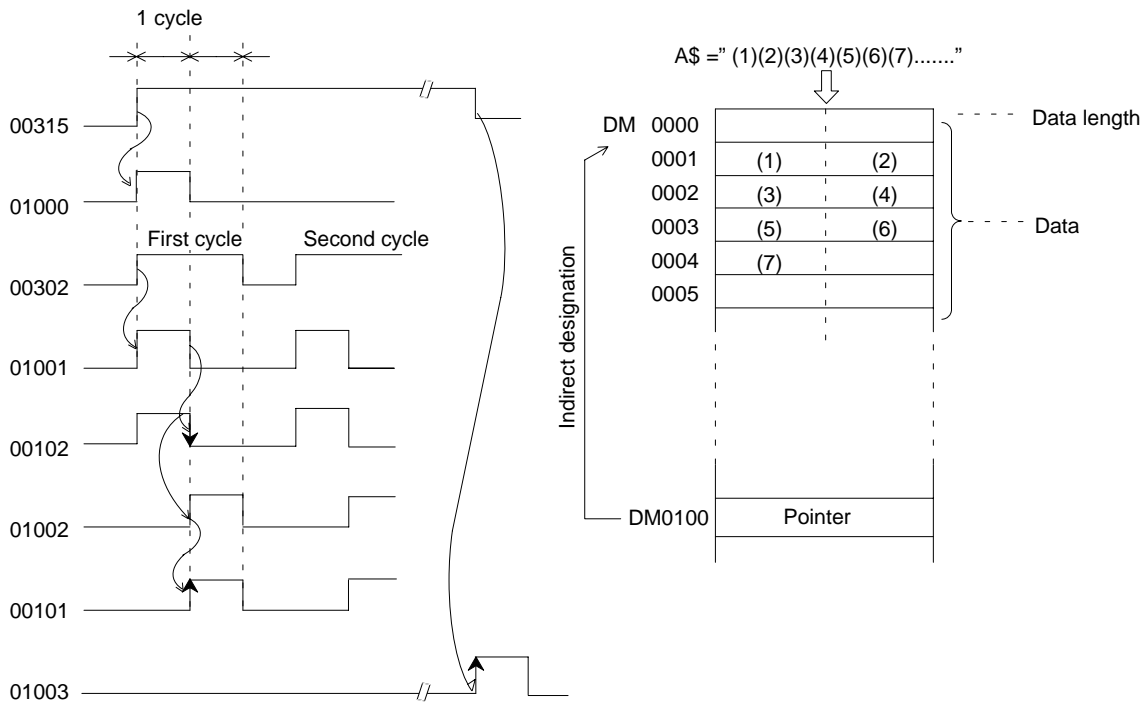 1 cycle
00315
01000
First cycle
Second cycle
00302
01001
00102
01002
00101
01003
A$ =” (1)(2)(3)(4)(5)(6)(7).......”
DM 0000
Data length
0001 (1) (2)
0002 (3) (4)
0003 (5) (6)
Data
0004 (7)
0005
Indirect designation
DM0100 Pointer